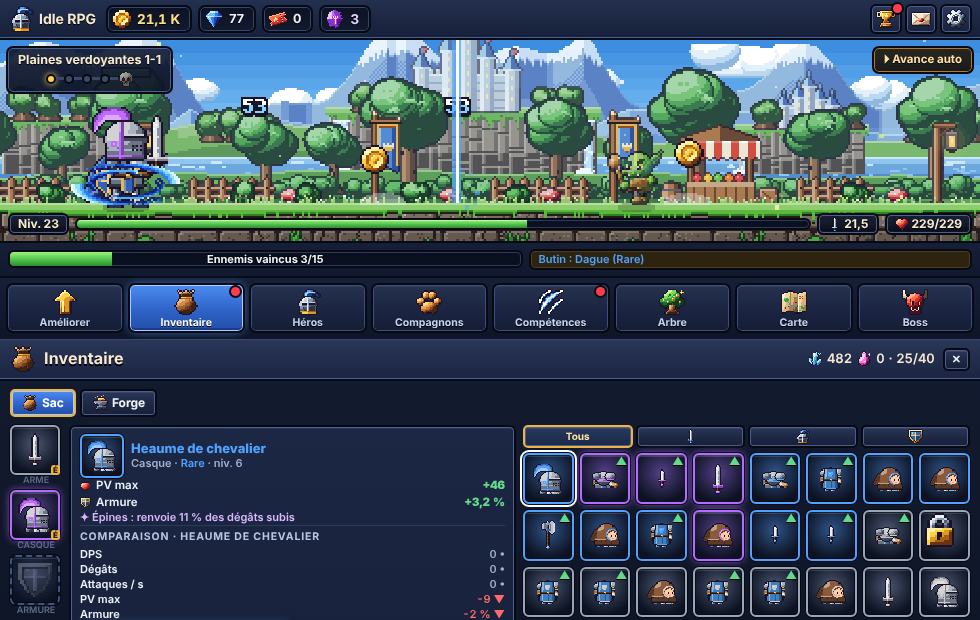 Idle RPG
21,1 K
77
0
3
Plaines verdoyantes 1-1
Avance auto
53
53
Niv. 23
21,5
229/229
Ennemis vaincus 3/15
Butin : Dague (Rare)
Améliorer
Inventaire
Héros
Compagnons
Compétences
Arbre
Carte
Boss
Inventaire
482
0 · 25/40
×
Sac
Forge
E
ARME
E
CASQUE
ARMURE
Heaume de chevalier
Casque · Rare · niv. 6
PV max +46
Armure +3,2 %
✦ Épines : renvoie 11 % des dégâts subis
COMPARAISON · HEAUME DE CHEVALIER
DPS 0 •
Dégâts 0 •
Attaques / s 0 •
PV max -9 ▼
Armure -2 % ▼
Tous